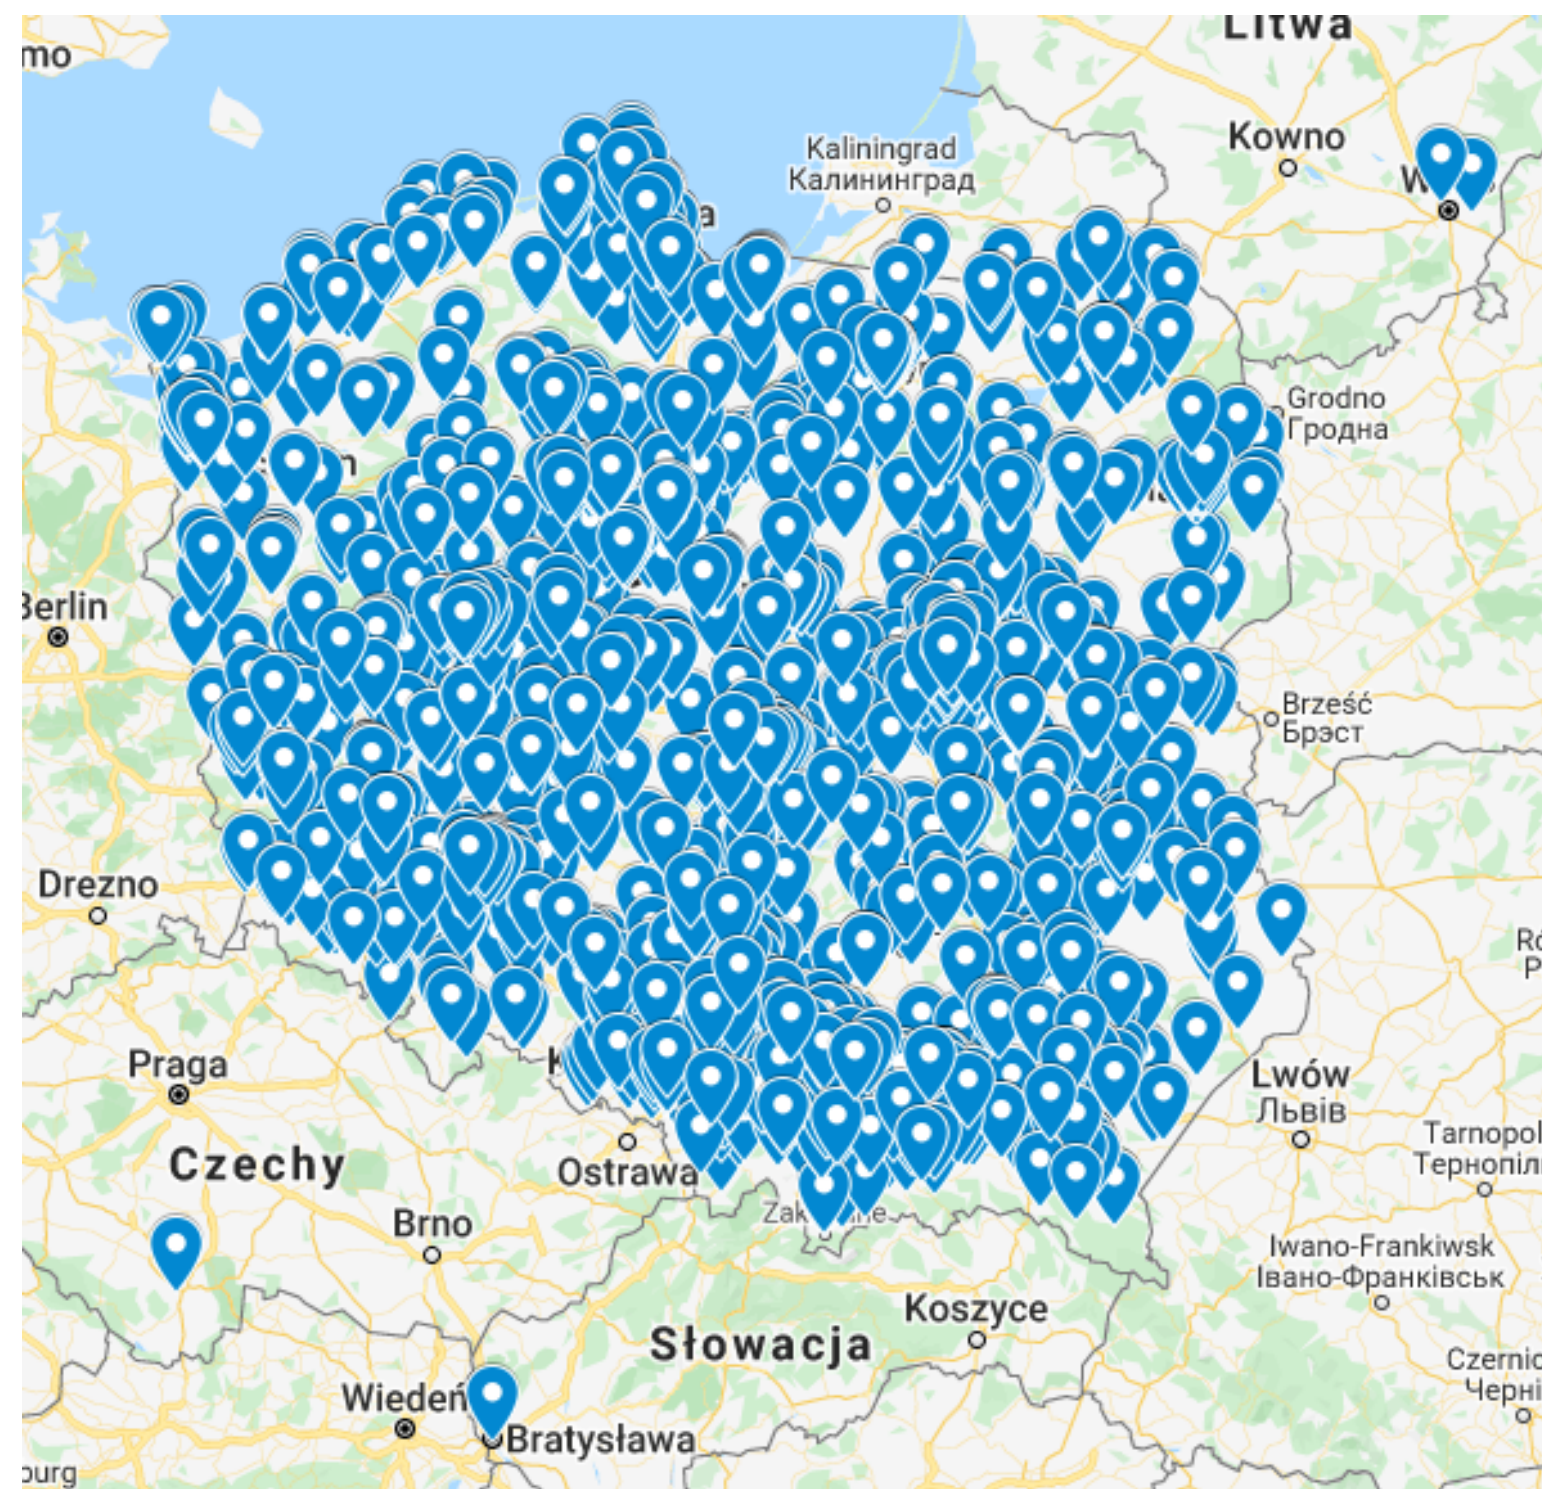 Litwa
Kowno
Kaliningrad
Калининград
Grodno
Гродна
Berlin
Brześć
Брэст
Drezno
Praga
Lwów
Львів
Tarnopol
Czechy
Ostrawa
Brno
Iwano-Frankiwsk
Івано-Франківськ
Koszyce
Słowacja
Wiedeń
Bratysława